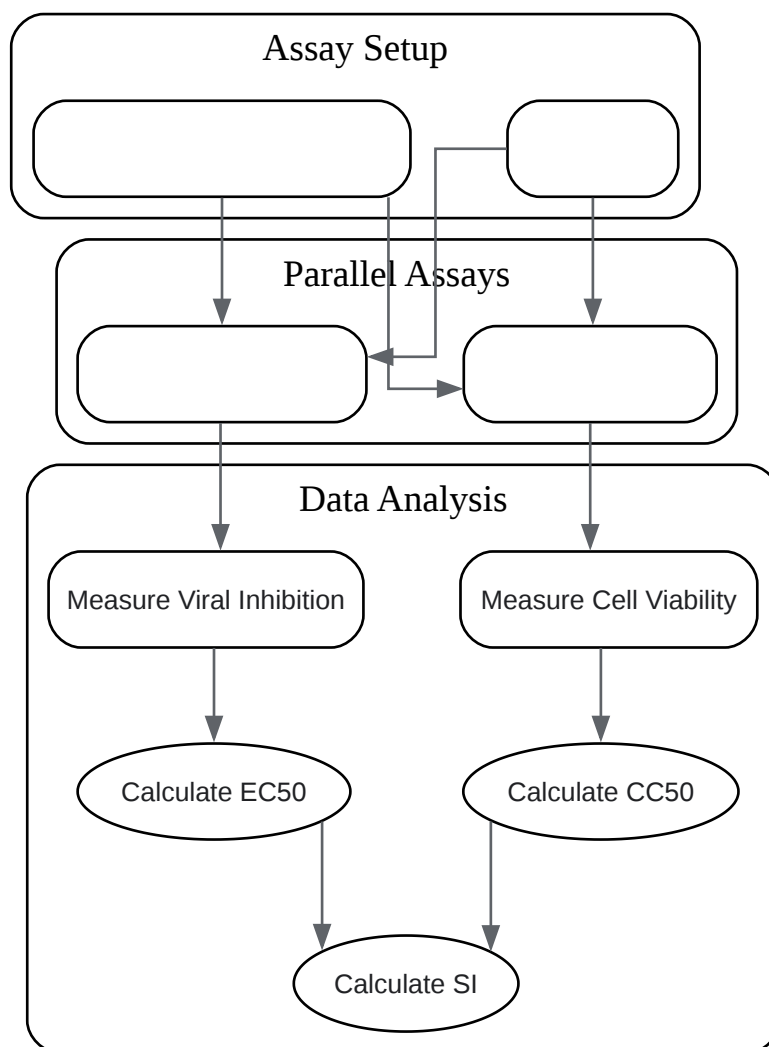 Assay Setup
Parallel Assays
Data Analysis
Measure Viral Inhibition
Measure Cell Viability
Calculate EC50
Calculate CC50
Calculate SI